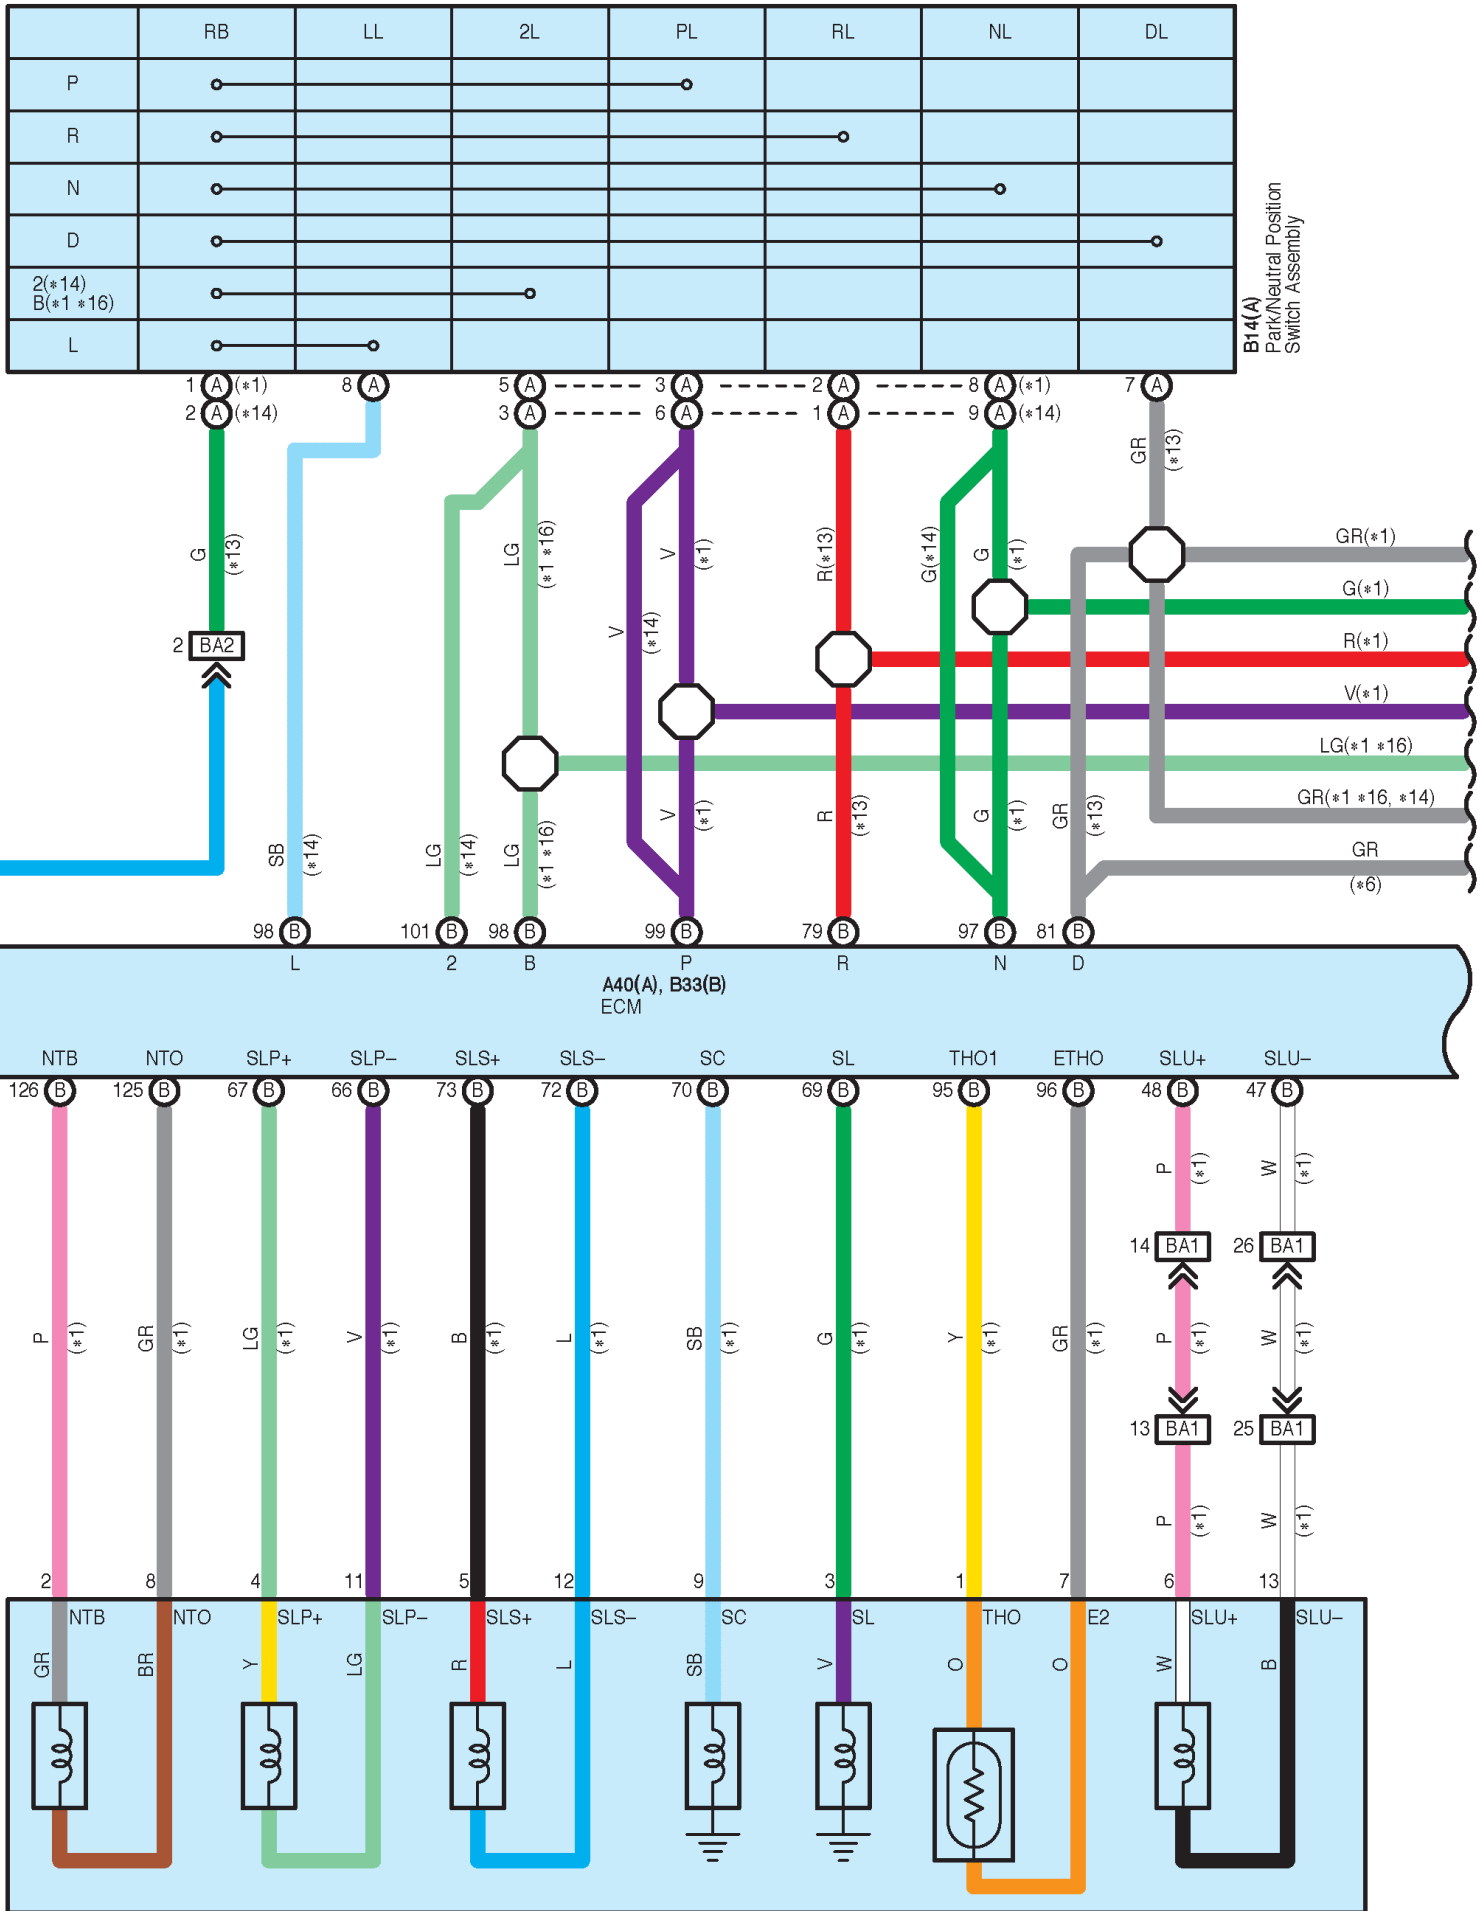 RB LL 2L PL RL NL DL
P
R
N
D
2(*14)
B(*1 *16)
L
B14(A)
Park/Neutral Position
Switch Assembly
1 A (*1) 8 A 5 A 3 A 2 A 8 A (*1) 7 A
2 A (*14) 3 A 6 A 1 A 9 A (*14)
GR (*13)
G (*13)
LG (*1 *16)
V (*1)
R(*13)
G(*14)
G (*1)
V (*14)
2 BA2
GR(*1)
G(*1)
R(*1)
V(*1)
LG(*1 *16)
GR(*1 *16, *14)
GR
(*6)
SB (*14)
LG (*14)
LG (*1 *16)
V (*1)
R (*13)
G (*1)
GR (*13)
98 B 101 B 98 B 99 B 79 B 97 B 81 B
L 2 B P R N D
A40(A), B33(B)
ECM
NTB NTO SLP+ SLP- SLS+ SLS- SC SL THO1 ETHO SLU+ SLU-
126 B 125 B 67 B 66 B 73 B 72 B 70 B 69 B 95 B 96 B 48 B 47 B
P (*1) W (*1)
14 BA1 26 BA1
P (*1) GR (*1) LG (*1) V (*1) B (*1) L (*1) SB (*1) G (*1) Y (*1) GR (*1) P (*1) W (*1)
13 BA1 25 BA1
P (*1) W (*1)
2 8 4 11 5 12 9 3 1 7 6 13
NTB NTO SLP+ SLP- SLS+ SLS- SC SL THO E2 SLU+ SLU-
GR BR Y LG R L SB V O O W B